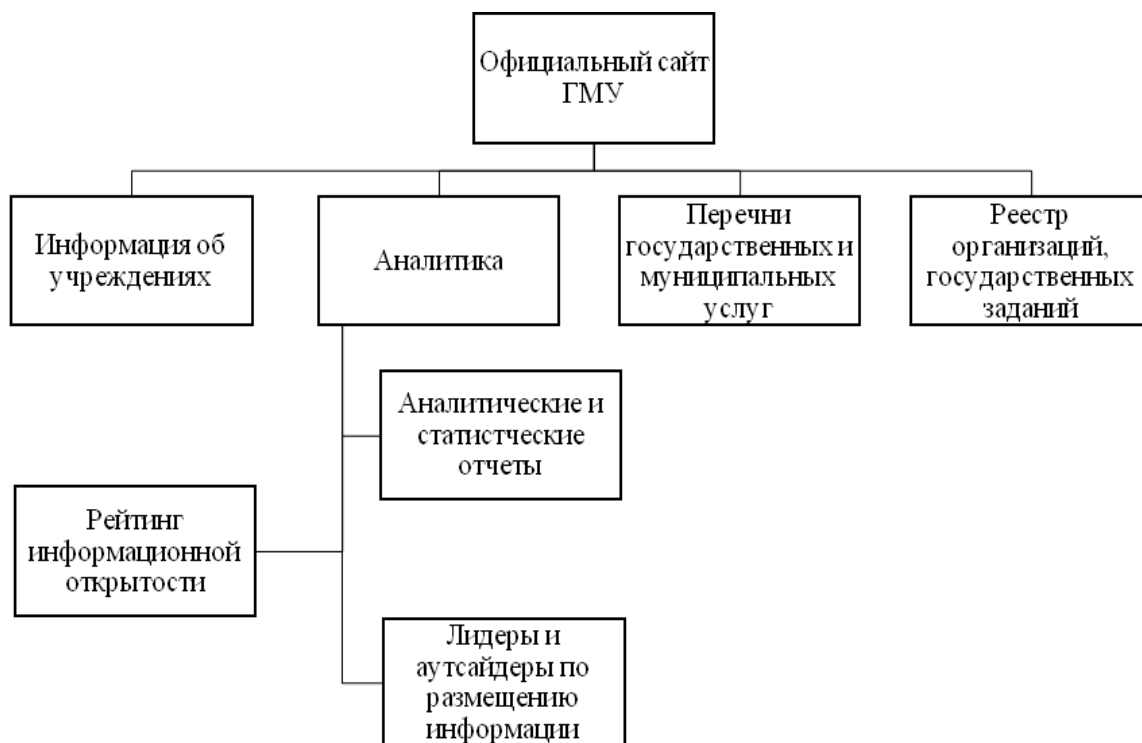 Официальный сайт
ГМУ
Информация об
учреждениях
Аналитика
Перечни
государственных и
муниципальных
услуг
Реестр
организаций,
государственных
заданий
Аналитические и
статистческие
отчеты
Рейтинг
информационной
открытости
Лидеры и
аутсайдеры по
размещению
информации